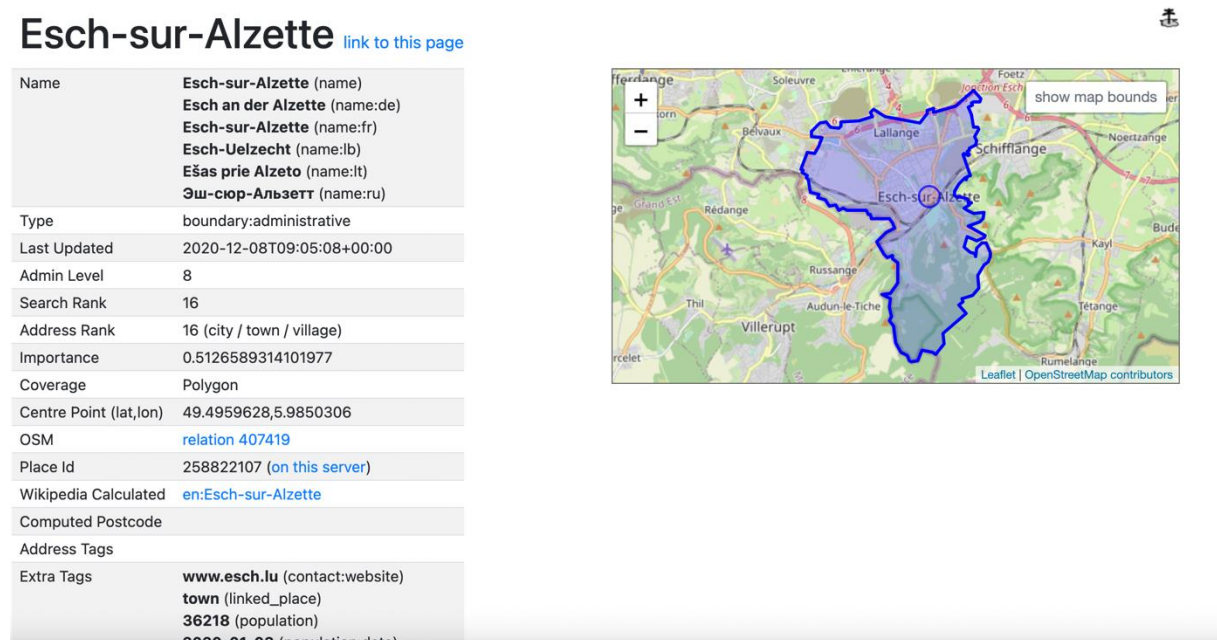 Esch-sur-Alzette link to this page
Name Esch-sur-Alzette (name)
Esch an der Alzette (name:de)
Esch-sur-Alzette (name:fr)
Esch-Uelzecht (name:lb)
Ešas prie Alzeto (name:lt)
Эш-сюр-Альзетт (name:ru)
Type boundary:administrative
Last Updated 2020-12-08T09:05:08+00:00
Admin Level 8
Search Rank 16
Address Rank 16 (city / town / village)
Importance 0.5126589314101977
Coverage Polygon
Centre Point (lat,lon) 49.4959628,5.9850306
OSM relation 407419
Place Id 258822107 (on this server)
Wikipedia Calculated en:Esch-sur-Alzette
Computed Postcode
Address Tags
Extra Tags www.esch.lu (contact:website)
town (linked_place)
36218 (population)
+
−
show map bounds
Soleuvre
Foetz
Jonction Esch
Belvaux
Lallange
Noertzange
Schifflange
Esch-sur-Alzette
Grand Est
Rédange
Kayl
Russange
Thil
Audun-le-Tiche
Tétange
Villerupt
Rumelange
Leaflet | OpenStreetMap contributors